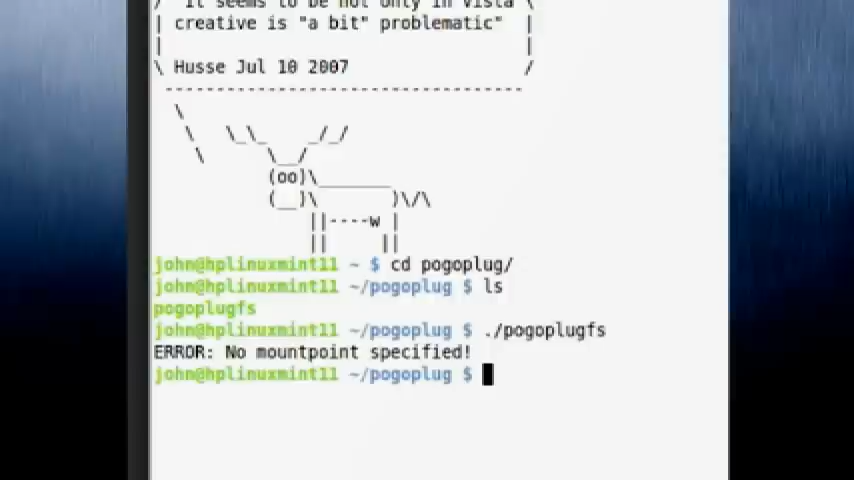 / "It seems to be not only in Vista \
| creative is "a bit" problematic" |
| |
\ Husse Jul 10 2007 /
----------------------------------
\
\ \_\_ _/_/
\ \__/
(oo)\_______
(__)\ )\/\
||----w |
|| ||
john@hplinuxmint11 ~ $ cd pogoplug/
john@hplinuxmint11 ~/pogoplug $ ls
pogoplugfs
john@hplinuxmint11 ~/pogoplug $ ./pogoplugfs
ERROR: No mountpoint specified!
john@hplinuxmint11 ~/pogoplug $